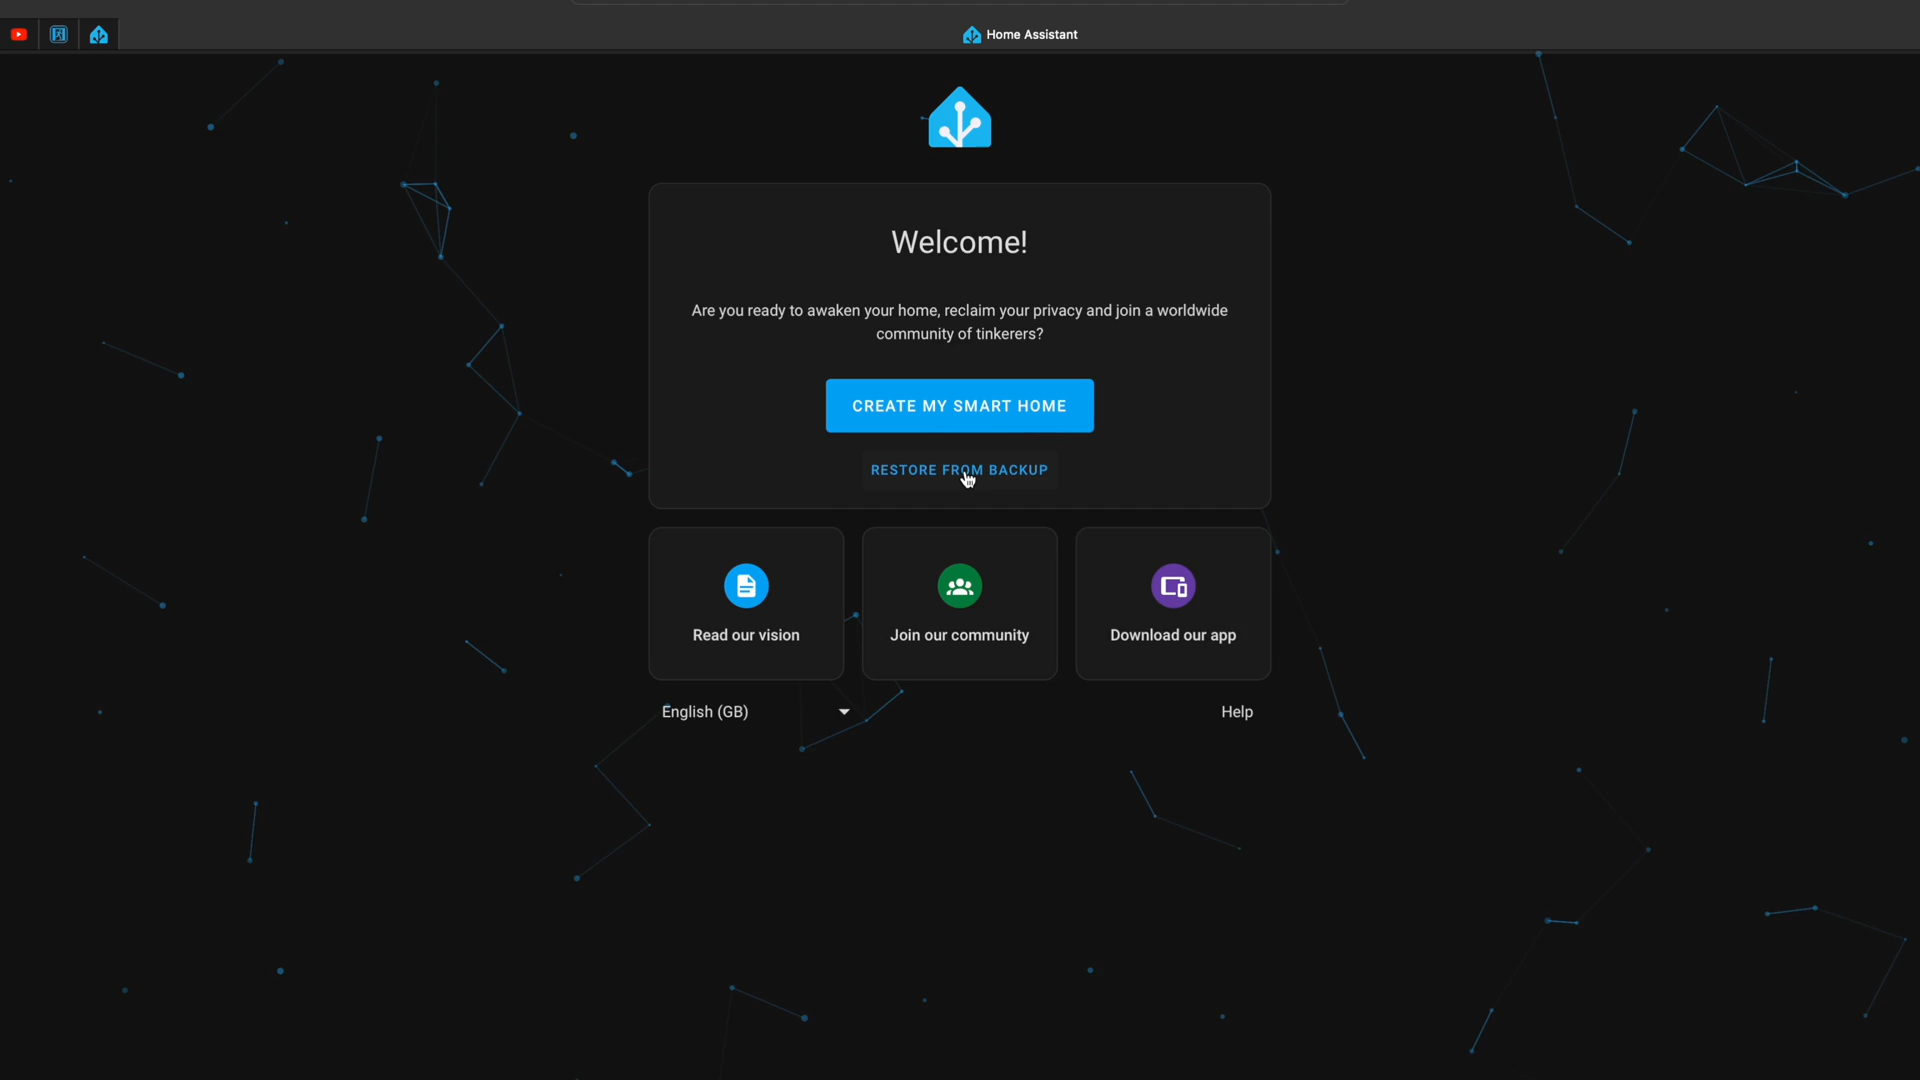 Home Assistant
Welcome!
Are you ready to awaken your home, reclaim your privacy and join a worldwide
community of tinkerers?
CREATE MY SMART HOME
RESTORE FROM BACKUP
Read our vision
Join our community
Download our app
English (GB)
Help